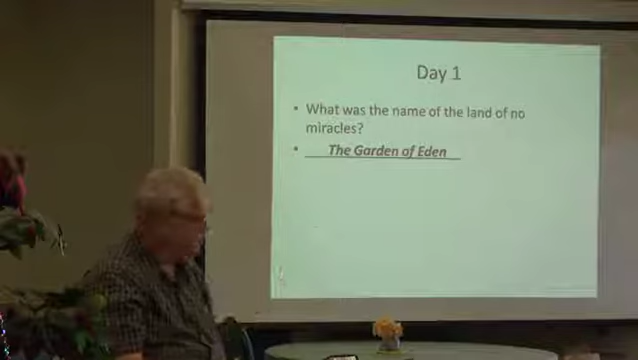 Day 1
• What was the name of the land of no
miracles?
• The Garden of Eden